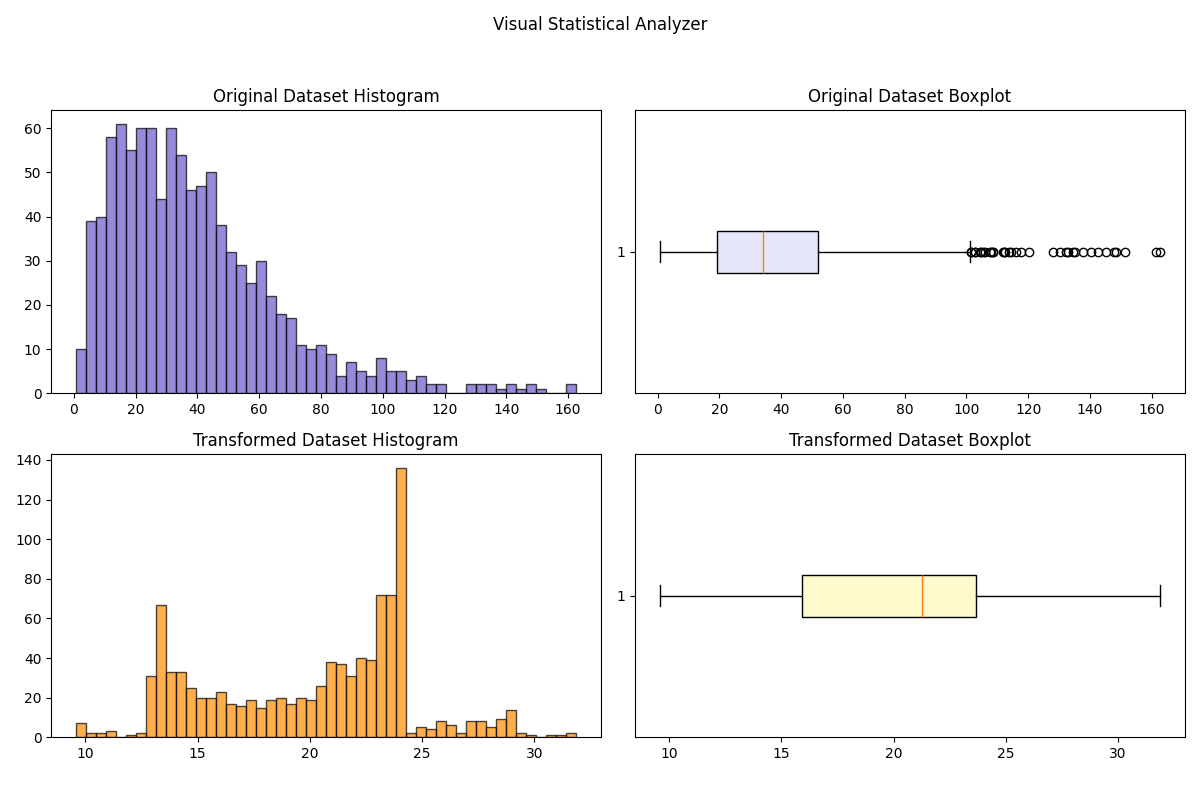 Visual Statistical Analyzer
Original Dataset Histogram
60
50
40
30
20
10
0
0 20 40 60 80 100 120 140 160
Original Dataset Boxplot
1
0 20 40 60 80 100 120 140 160
Transformed Dataset Histogram
140
120
100
80
60
40
20
0
10 15 20 25 30
Transformed Dataset Boxplot
1
10 15 20 25 30